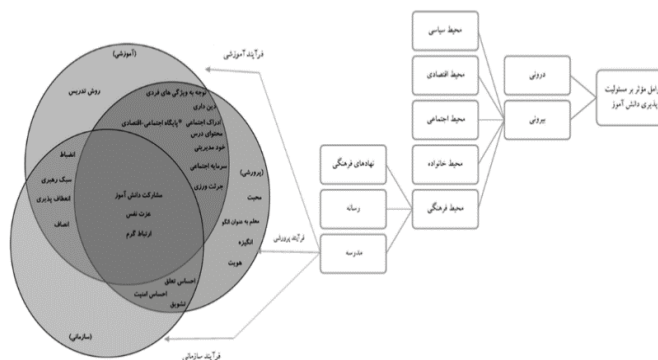 عوامل مؤثر بر مسئولیت
پذیری دانش آموز
درونی
بیرونی
محیط سیاسی
محیط اقتصادی
محیط اجتماعی
محیط خانواده
محیط فرهنگی
نهادهای فرهنگی
رسانه
مدرسه
فرآیند آموزشی
فرآیند پرورشی
فرآیند سازمانی
(آموزشی)
روش تدریس
توجه به ویژگی های فردی
دین داری
ادراک اجتماعی *پایگاه اجتماعی-اقتصادی
محتوای درس
خود مدیریتی
سرمایه اجتماعی
جرئت ورزی
(پرورشی)
محبت
معلم به عنوان الگو
انگیزه
هویت
انضباط
سبک رهبری
انعطاف پذیری
انصاف
مشارکت دانش آموز
عزت نفس
ارتباط گرم
احساس تعلق
احساس امنیت
تشویق
(سازمانی)